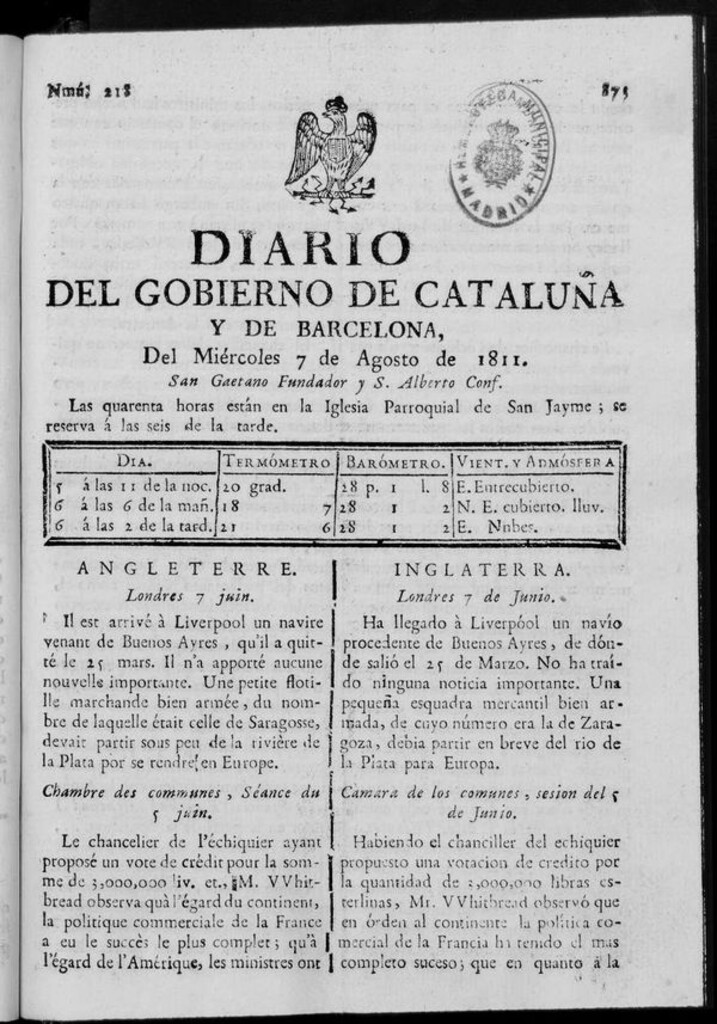 Nmú; 218
875
HEMEROTECA MUNICIPAL
★ MADRID ★
DIARIO
DEL GOBIERNO DE CATALUÑA
Y DE BARCELONA,
Del Miércoles 7 de Agosto de 1811.
San Gaetano Fundador y S. Alberto Conf.
Las quarenta horas están en la Iglesia Parroquial de San Jayme ; se
reserva á las seis de la tarde.
DIA. TERMÓMETRO BARÓMETRO. VIENT. Y ADMÓSFERA
5 á las 11 de la noc. 20 grad. 28 p. 1 l. 8 E. Entrecubierto.
6 á las 6 de la mañ. 18 7 28 1 2 N. E. cubierto. lluv.
6 á las 2 de la tard. 21 6 28 1 2 E. Nnbes.
ANGLETERRE.
Londres 7 juin.
Il est arrivé à Liverpool un navire
venant de Buenos Ayres , qu'il a quit-
té le 25 mars. Il n'a apporté aucune
nouvelle importante. Une petite floti-
lle marchande bien armée, du nom-
bre de laquelle était celle de Saragosse,
devait partir sous peu de la rivière de
la Plata por se rendre en Europe.
Chambre des communes , Séance du
5 juin.
Le chancelier de l'échiquier ayant
proposé un vote de crédit pour la som-
me de 3,000,000 liv. et., M. VVhit-
bread observa quà l'égard du continent,
la politique commerciale de la France
a eu le succès le plus complet ; qu'à
l'égard de l'Amérique, les ministres ont
INGLATERRA.
Londres 7 de Junio.
Ha llegado à Liverpóol un navío
procedente de Buenos Ayres, de dón-
de salió el 25 de Marzo. No ha traí-
do ninguna noticia importante. Una
pequeña esquadra mercantil bien ar-
mada, de cuyo número era la de Zara-
goza, debia partir en breve del rio de
la Plata para Europa.
Cámara de los comunes , sesion del 5
de Junio.
Habiendo el chanciller del echiquier
propuesto una votacion de credito por
la quantidad de 3,000,000 libras es-
terlinas, Mr. VVhitbread observó que
en órden al continente la política co-
mercial de la Francia ha tenido el mas
completo suceso; que en quanto á la